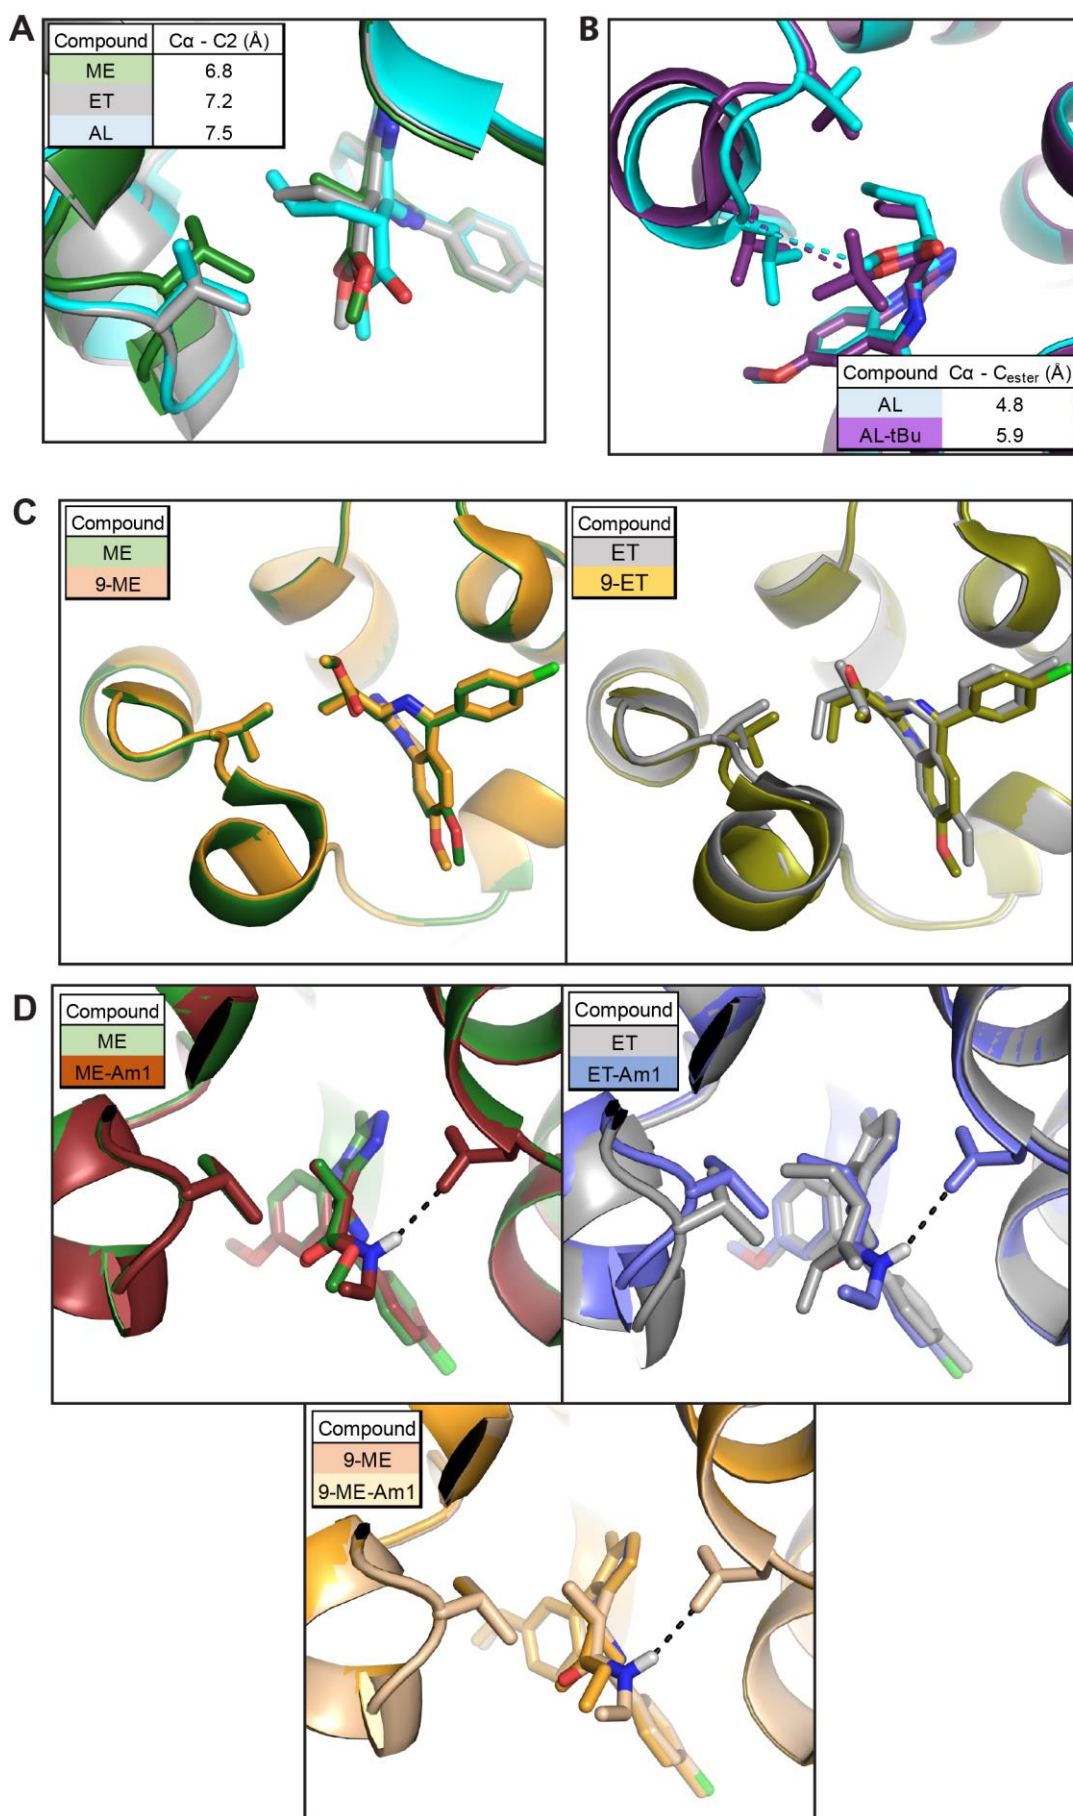 A
Compound Cα - C2 (Å)
ME 6.8
ET 7.2
AL 7.5
B
Compound Cα - Cester (Å)
AL 4.8
AL-tBu 5.9
C
Compound
ME
9-ME
Compound
ET
9-ET
D
Compound
ME
ME-Am1
Compound
ET
ET-Am1
Compound
9-ME
9-ME-Am1